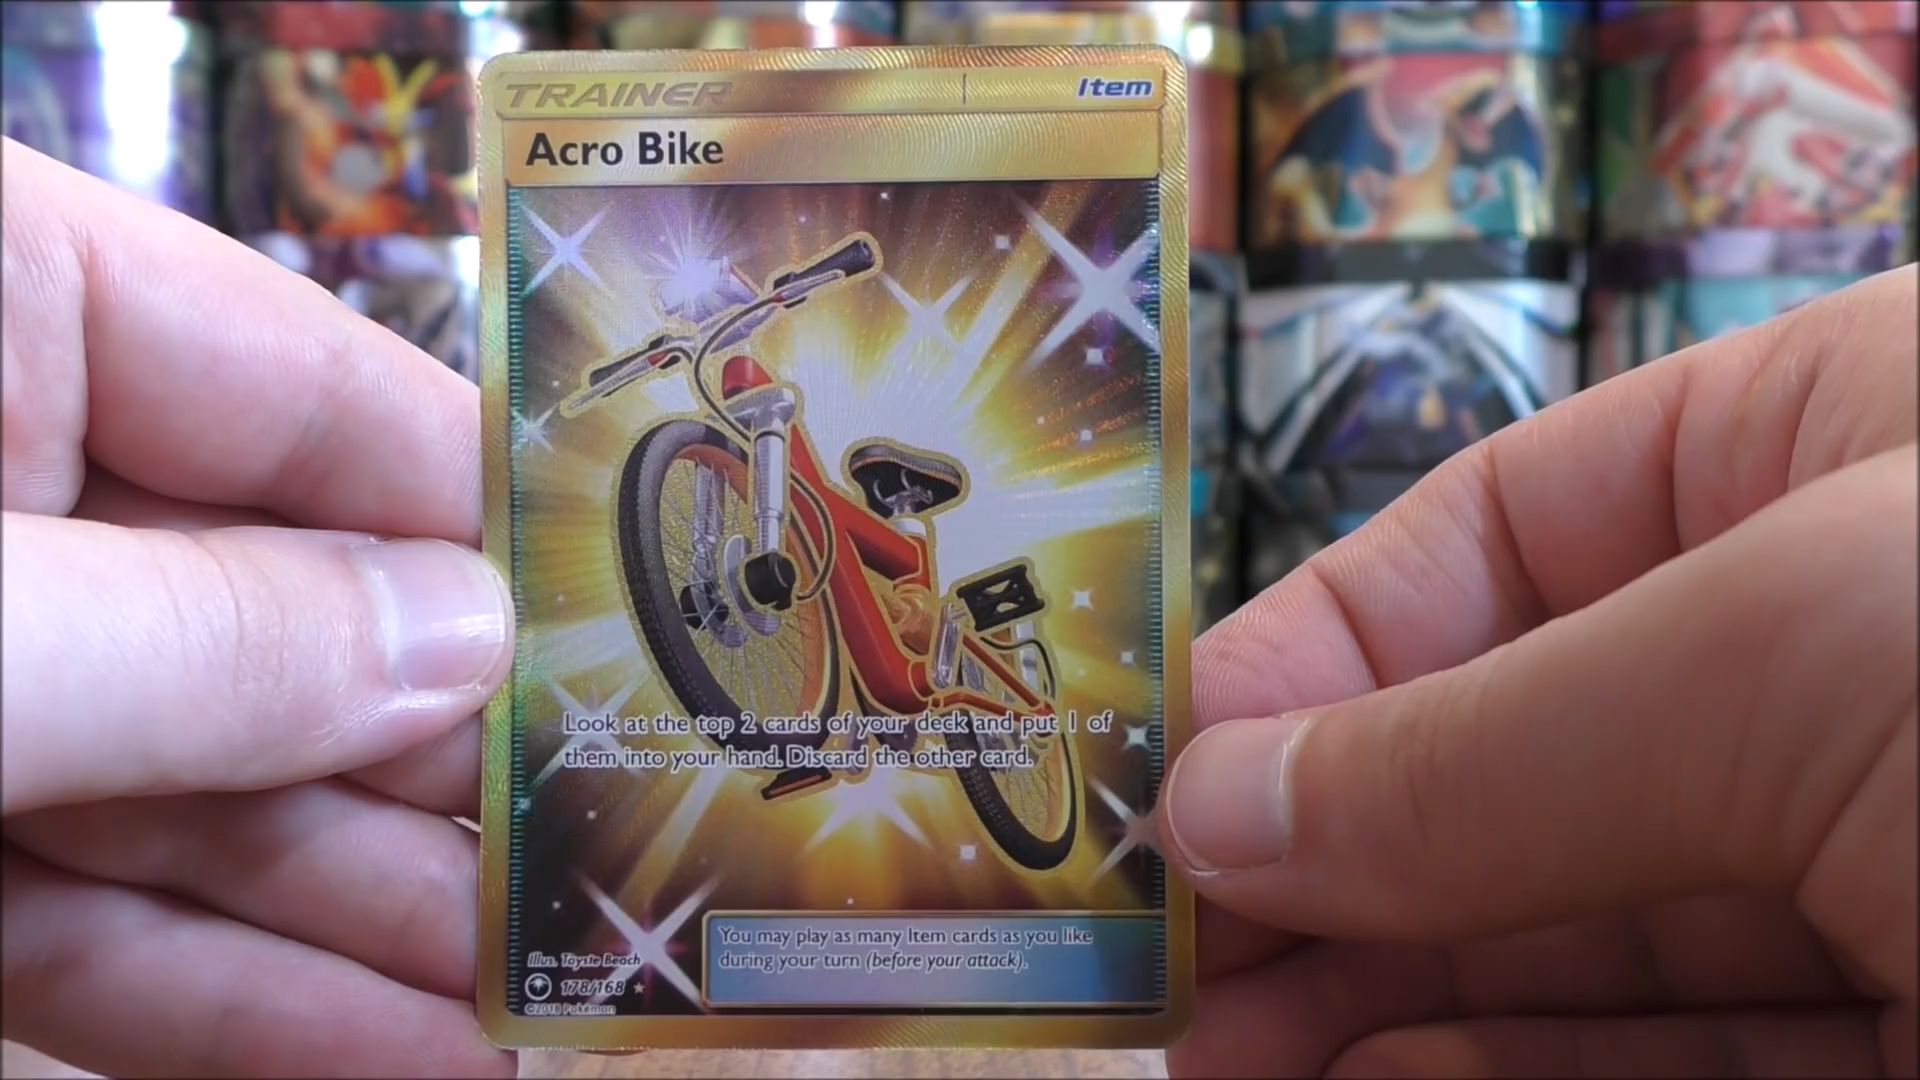 TRAINER
Item
Acro Bike
Look at the top 2 cards of your deck and put 1 of
them into your hand. Discard the other card.
You may play as many Item cards as you like
during your turn (before your attack).
Illus. Toyste Beach
178/168
©2018 Pokémon